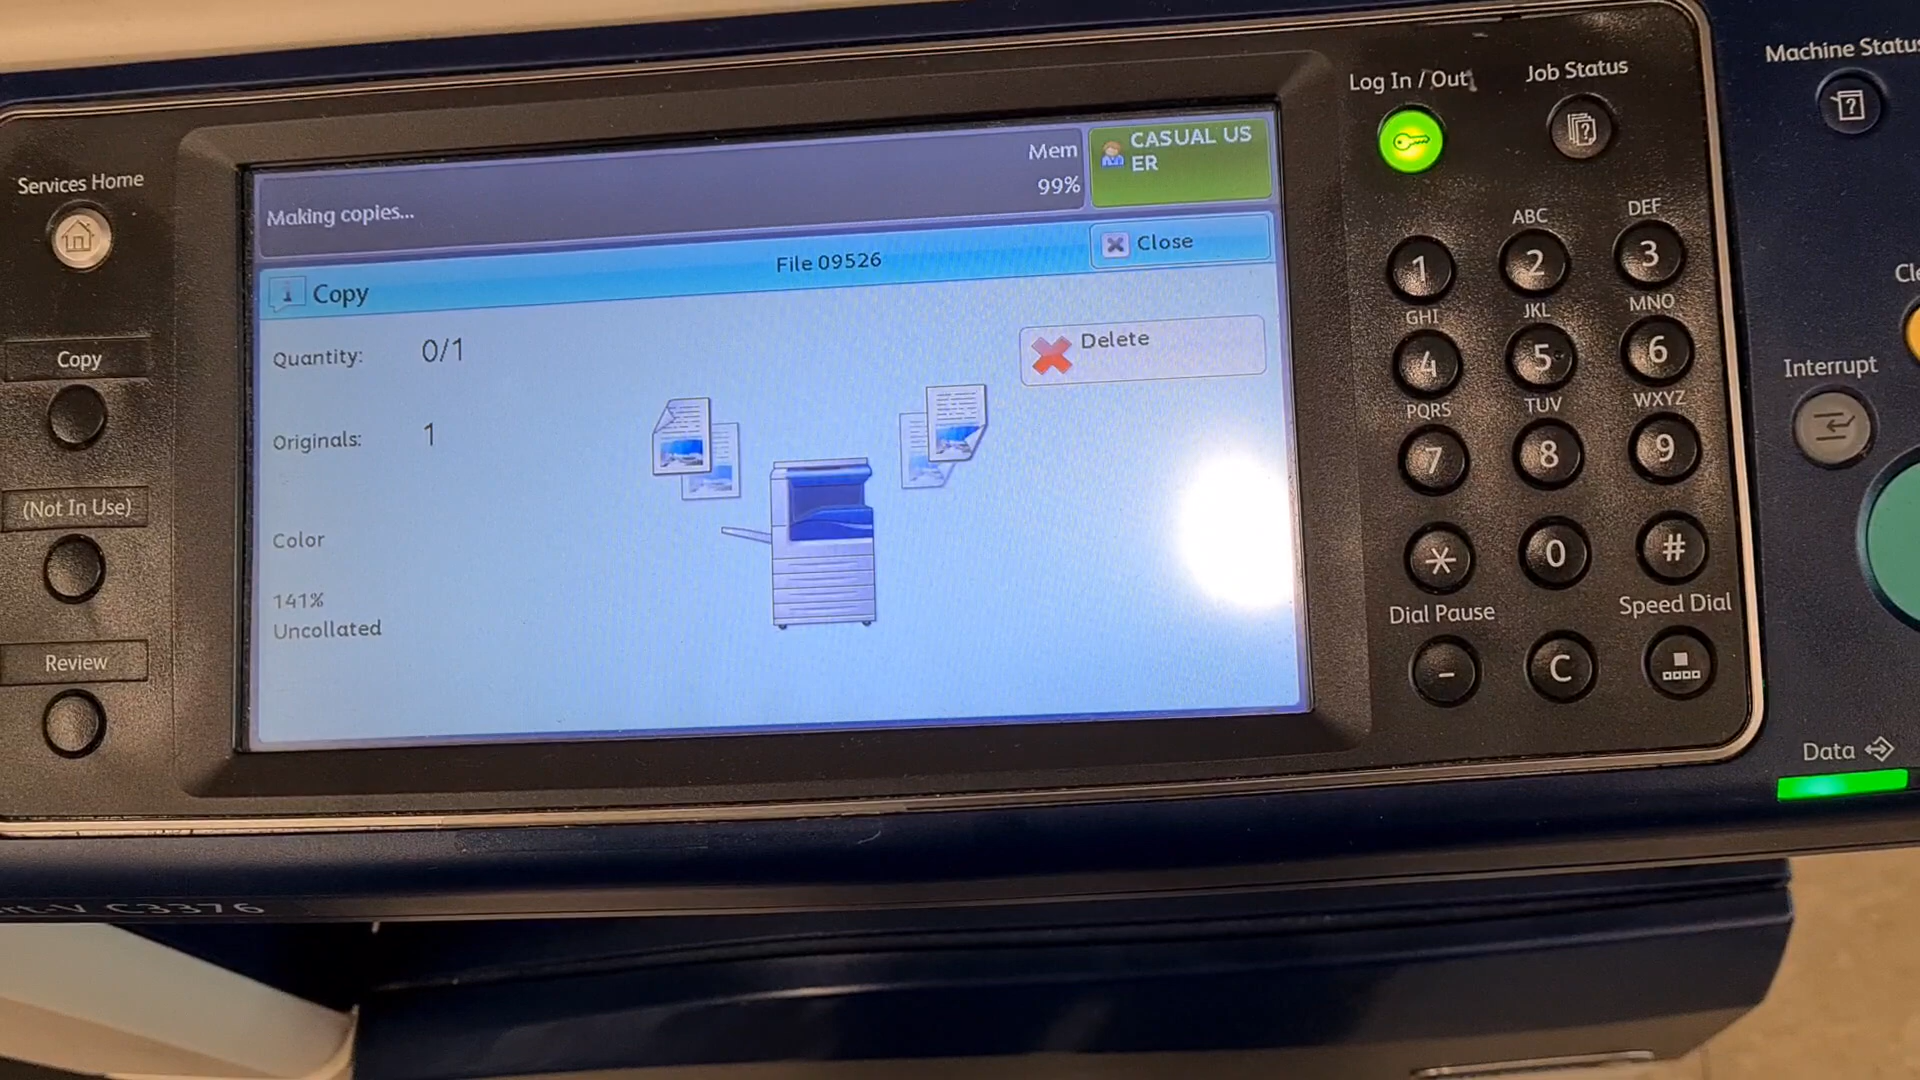 Services Home
Copy
(Not In Use)
Review
Mem
99%
CASUAL US
ER
Making copies...
File 09526
Close
Copy
Quantity: 0/1
Delete
Originals: 1
Color
141%
Uncollated
Log In / Out
Job Status
Machine Status
ABC
DEF
1 2 3
GHI JKL MNO
4 5 6
PQRS TUV WXYZ
7 8 9
* 0 #
Dial Pause
Speed Dial
- C
Interrupt
Data
C3376